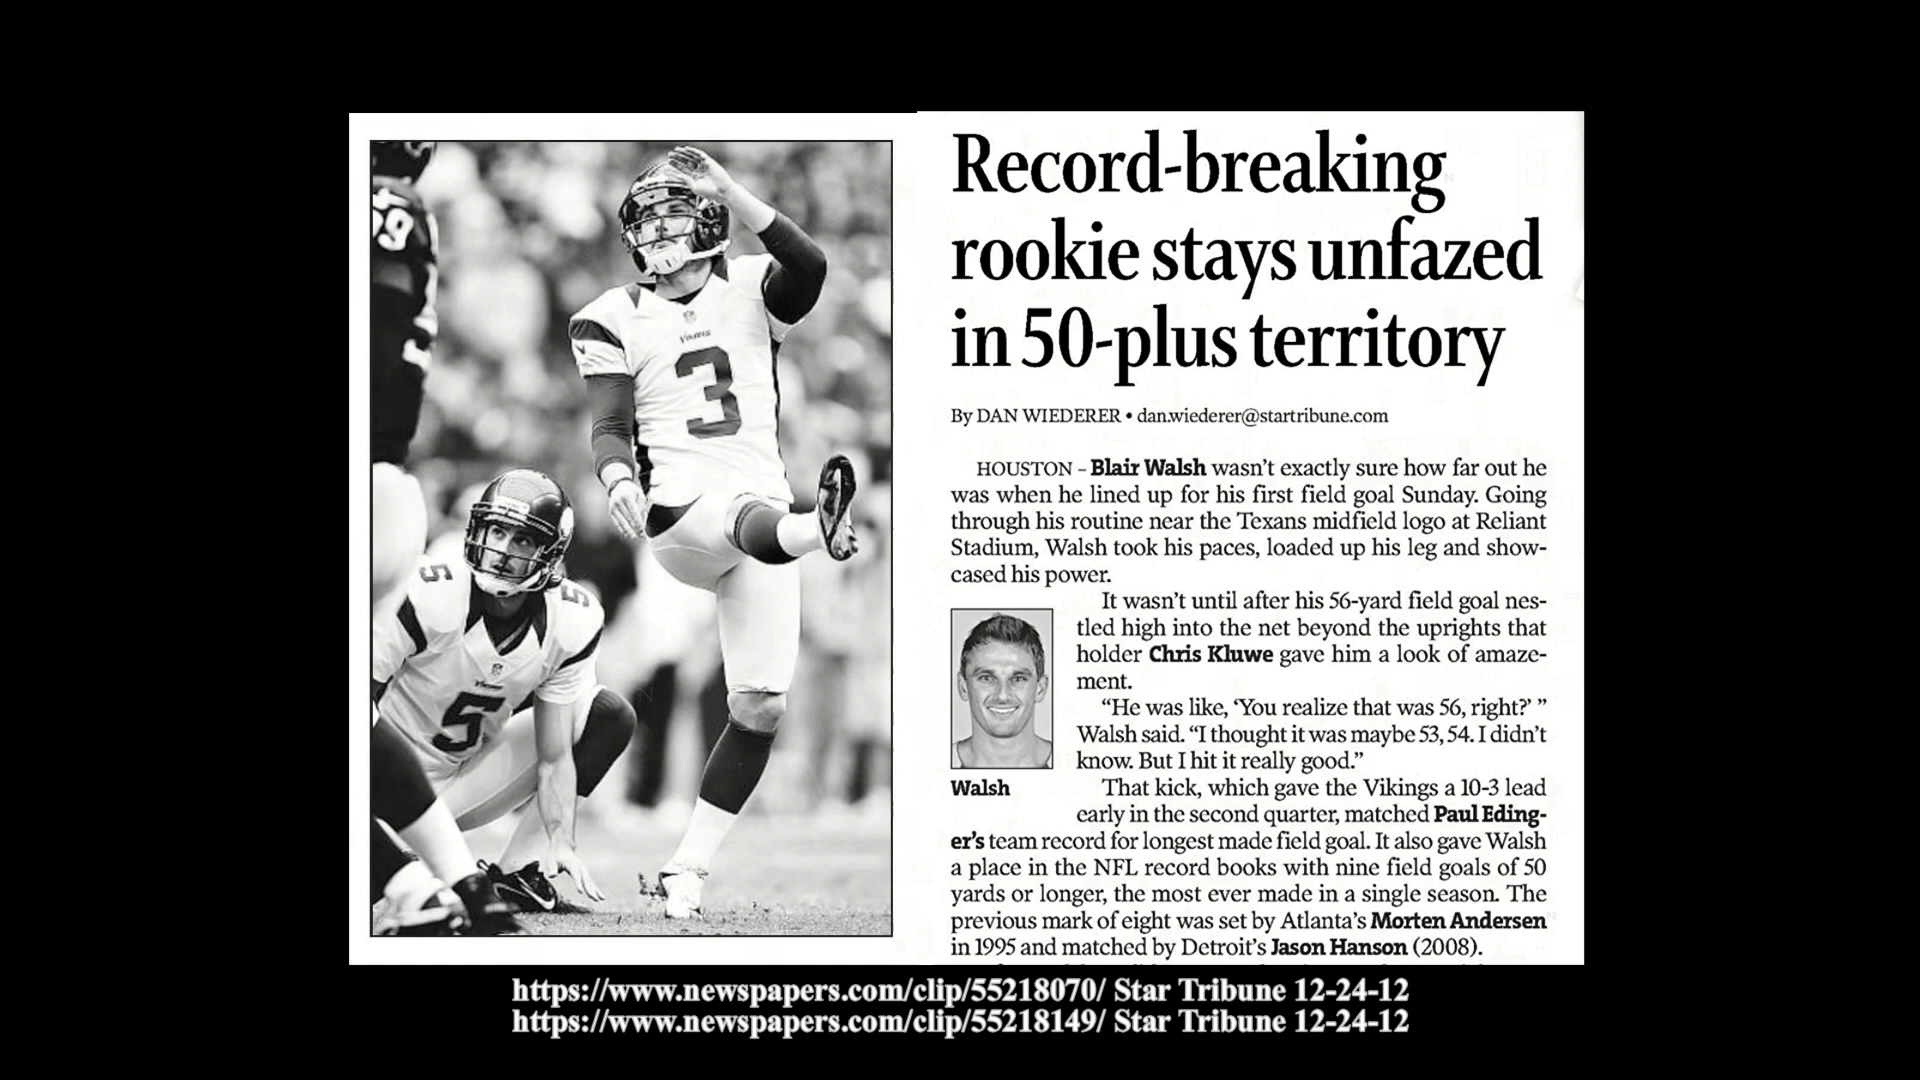 9
VIKINGS
3
5
5
VIKINGS
5
Record-breaking
rookie stays unfazed
in 50-plus territory
By DAN WIEDERER • dan.wiederer@startribune.com
HOUSTON – Blair Walsh wasn't exactly sure how far out he
was when he lined up for his first field goal Sunday. Going
through his routine near the Texans midfield logo at Reliant
Stadium, Walsh took his paces, loaded up his leg and show-
cased his power.
It wasn't until after his 56-yard field goal nes-
tled high into the net beyond the uprights that
holder Chris Kluwe gave him a look of amaze-
ment.
“He was like, ‘You realize that was 56, right?’ ”
Walsh said. “I thought it was maybe 53, 54. I didn't
know. But I hit it really good.”
Walsh
That kick, which gave the Vikings a 10-3 lead
early in the second quarter, matched Paul Eding-
er's team record for longest made field goal. It also gave Walsh
a place in the NFL record books with nine field goals of 50
yards or longer, the most ever made in a single season. The
previous mark of eight was set by Atlanta's Morten Andersen
in 1995 and matched by Detroit's Jason Hanson (2008).
https://www.newspapers.com/clip/55218070/ Star Tribune 12-24-12
https://www.newspapers.com/clip/55218149/ Star Tribune 12-24-12